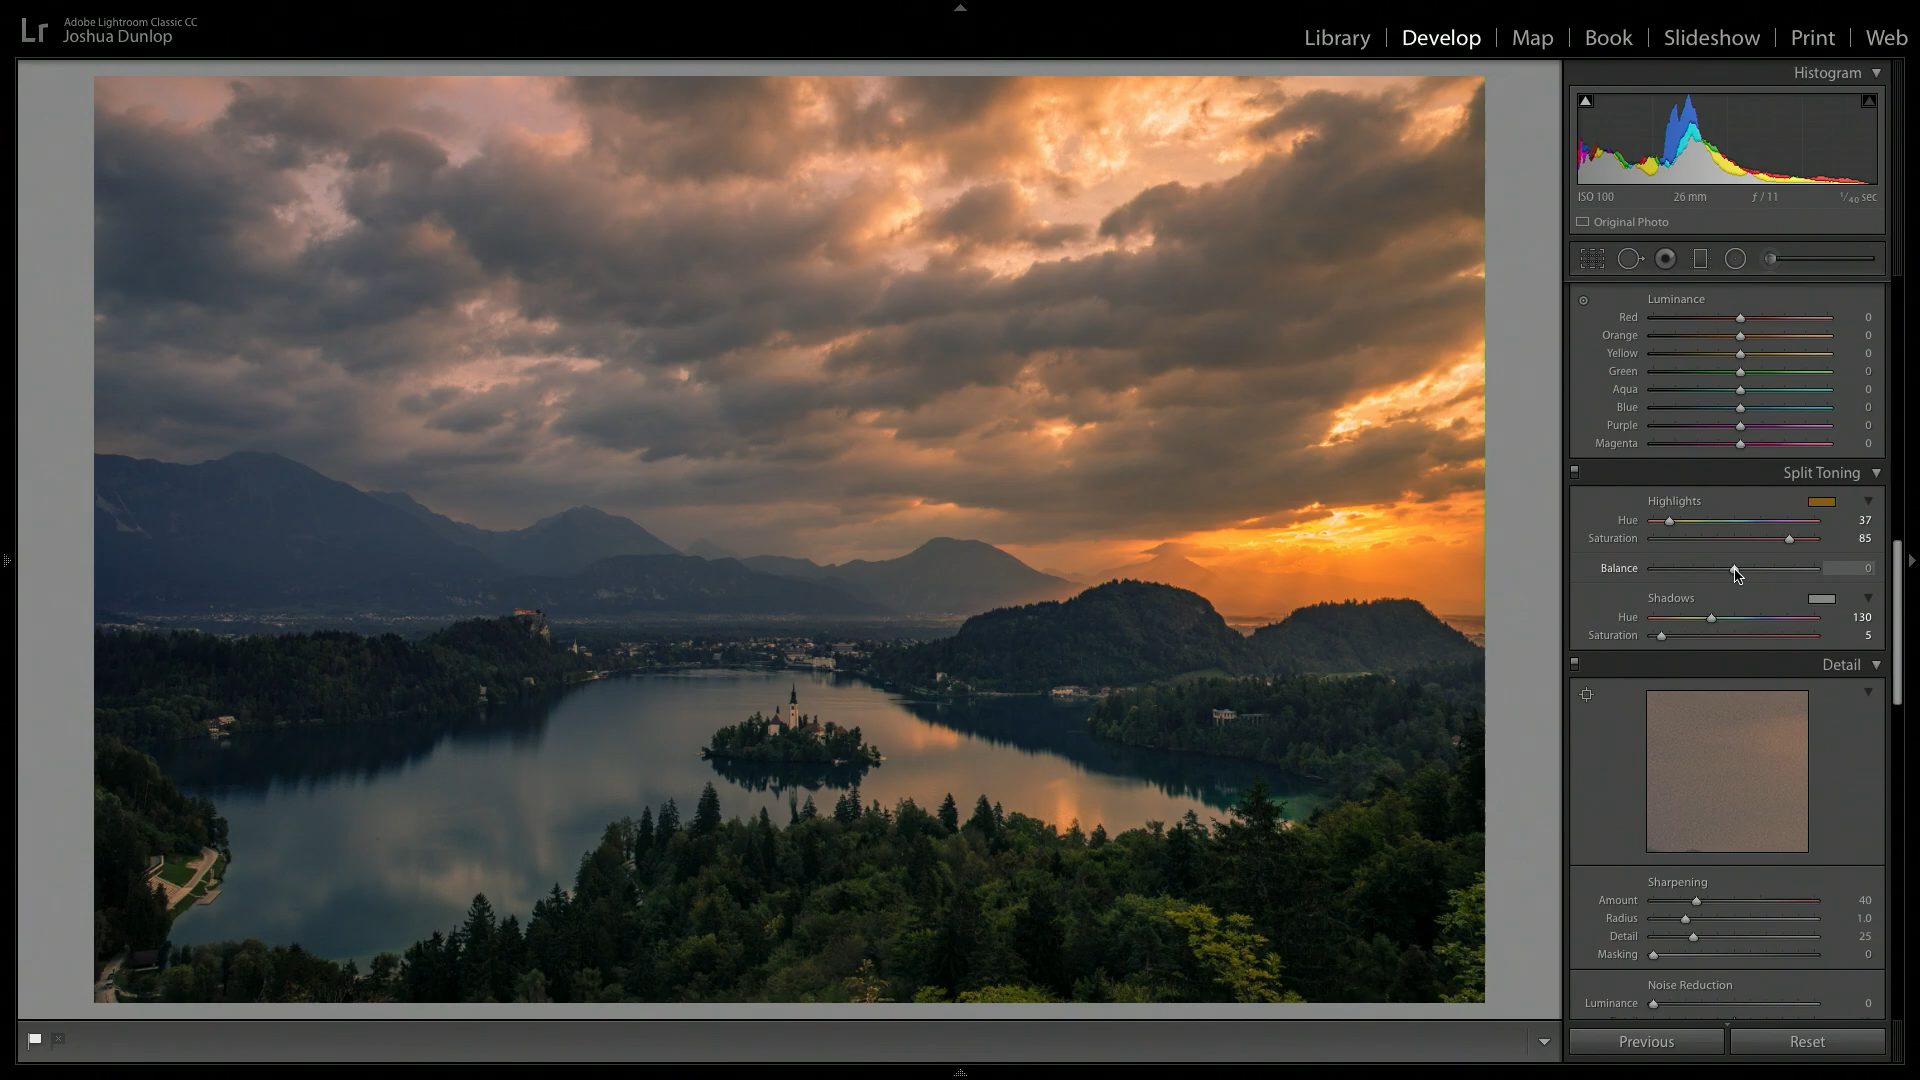 Lr
Adobe Lightroom Classic CC
Joshua Dunlop
Library | Develop | Map | Book | Slideshow | Print | Web
Histogram
ISO 100 26 mm ƒ / 11 1/40 sec
Original Photo
Luminance
Red 0
Orange 0
Yellow 0
Green 0
Aqua 0
Blue 0
Purple 0
Magenta 0
Split Toning
Highlights
Hue 37
Saturation 85
Balance 0
Shadows
Hue 130
Saturation 5
Detail
Sharpening
Amount 40
Radius 1.0
Detail 25
Masking 0
Noise Reduction
Luminance 0
Previous Reset